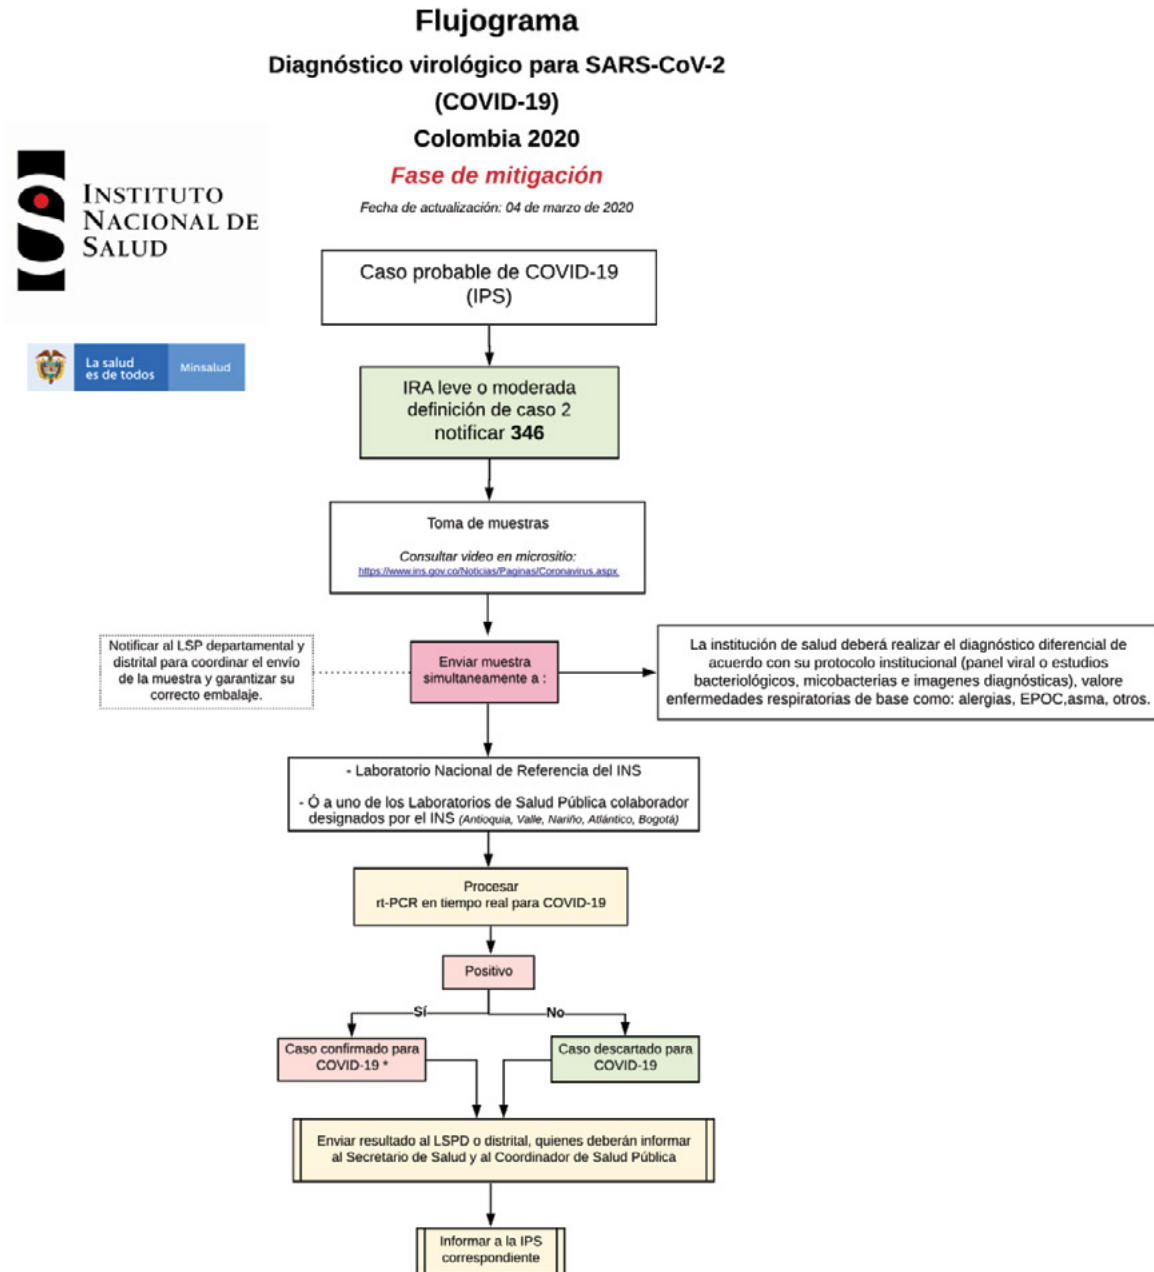 Flujograma
Diagnóstico virológico para SARS-CoV-2
(COVID-19)
Colombia 2020
Fase de mitigación
Fecha de actualización: 04 de marzo de 2020
INSTITUTO
NACIONAL DE
SALUD
La salud
es de todos
Minsalud
Caso probable de COVID-19
(IPS)
IRA leve o moderada
definición de caso 2
notificar 346
Toma de muestras
Consultar video en micrositio:
https://www.ins.gov.co/Noticias/Paginas/Coronavirus.aspx
Notificar al LSP departamental y
distrital para coordinar el envío
de la muestra y garantizar su
correcto embalaje.
Enviar muestra
simultaneamente a :
La institución de salud deberá realizar el diagnóstico diferencial de
acuerdo con su protocolo institucional (panel viral o estudios
bacteriológicos, micobacterias e imagenes diagnósticas), valore
enfermedades respiratorias de base como: alergias, EPOC,asma, otros.
- Laboratorio Nacional de Referencia del INS
- Ó a uno de los Laboratorios de Salud Pública colaborador
designados por el INS (Antioquia, Valle, Nariño, Atlántico, Bogotá)
Procesar
rt-PCR en tiempo real para COVID-19
Positivo
Sí
No
Caso confirmado para
COVID-19 *
Caso descartado para
COVID-19
Enviar resultado al LSPD o distrital, quienes deberán informar
al Secretario de Salud y al Coordinador de Salud Pública
Informar a la IPS
correspondiente